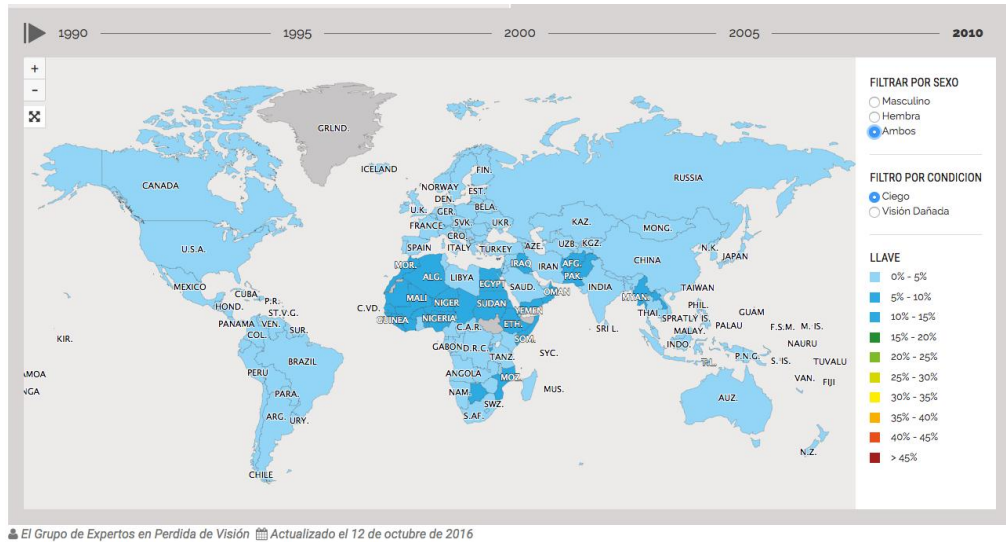 1990 1995 2000 2005 2010
+
-
FILTRAR POR SEXO
Masculino
Hembra
Ambos
FILTRO POR CONDICION
Ciego
Visión Dañada
LLAVE
0% - 5%
5% - 10%
10% - 15%
15% - 20%
20% - 25%
25% - 30%
30% - 35%
35% - 40%
40% - 45%
> 45%
GRLND.
ICELAND
CANADA
U.S.A.
MEXICO
CUBA
P.R.
HOND.
ST.V.G.
PANAMA
VEN.
SUR.
COL.
KIR.
AMOA
NGA
PERU
BRAZIL
PARA.
ARG.
URY.
CHILE
NORWAY
FIN.
EST.
DEN.
BELA.
U.K.
GER.
SVK.
UKR.
FRANCE
CRO.
SPAIN
ITALY
TURKEY
AZE.
RUSSIA
KAZ.
MONG.
UZB.
KGZ.
N.K.
JAPAN
CHINA
TAIWAN
MOR.
ALG.
LIBYA
EGYPT
IRAQ
IRAN
AFG.
PAK.
SAUD.
OMAN
YEMEN
INDIA
MYAN.
C.VD.
MALI
NIGER
SUDAN
GUINEA
NIGERIA
C.A.R.
ETH.
SOM.
GABON
D.R.C.
TANZ.
SYC.
ANGOLA
MOZ.
MUS.
NAM.
SWZ.
S.AF.
SRI L.
THAI.
PHIL.
SPRATLY IS.
GUAM
MALAY.
PALAU
F.S.M.
M. IS.
INDO.
NAURU
T.L.
P.N.G.
S. IS.
TUVALU
VAN.
FIJI
AUZ.
N.Z.
El Grupo de Expertos en Perdida de Visión Actualizado el 12 de octubre de 2016